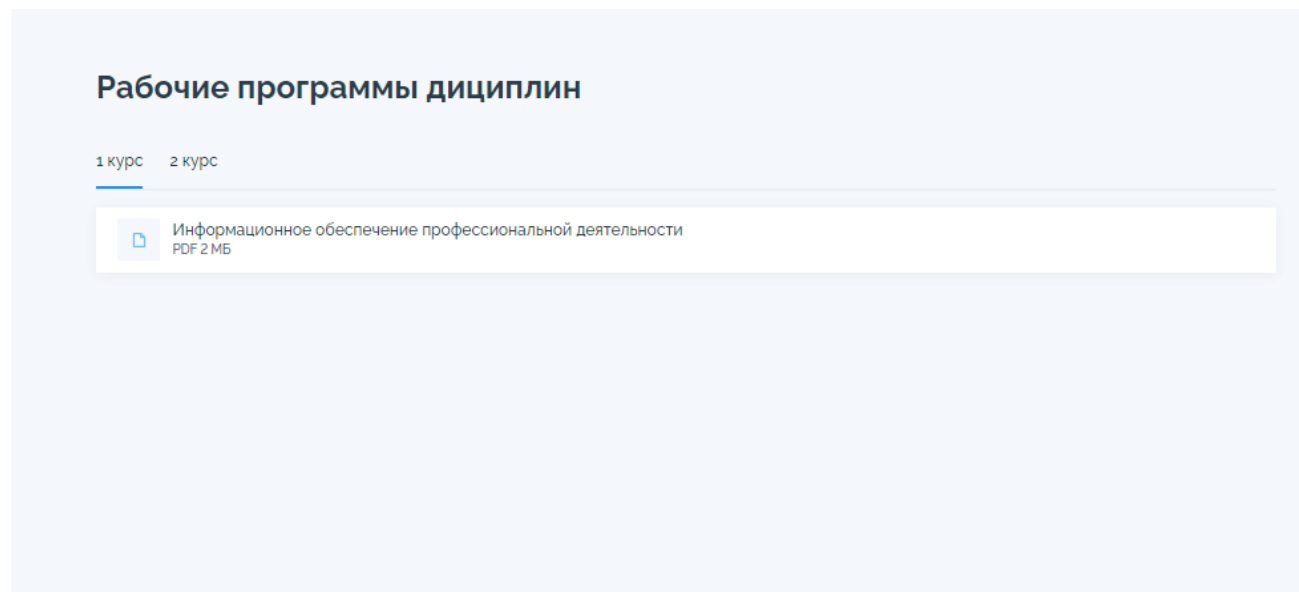 Рабочие программы дициплин
1 курс 2 курс
Информационное обеспечение профессиональной деятельности
PDF 2 МБ